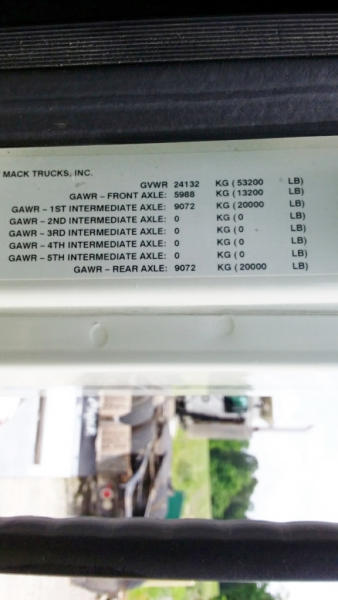 MACK TRUCKS, INC.
GVWR 24132 KG ( 53200 LB)
GAWR – FRONT AXLE: 5988 KG ( 13200 LB)
GAWR – 1ST INTERMEDIATE AXLE: 9072 KG ( 20000 LB)
GAWR – 2ND INTERMEDIATE AXLE: 0 KG ( 0 LB)
GAWR – 3RD INTERMEDIATE AXLE: 0 KG ( 0 LB)
GAWR – 4TH INTERMEDIATE AXLE: 0 KG ( 0 LB)
GAWR – 5TH INTERMEDIATE AXLE: 0 KG ( 0 LB)
GAWR – REAR AXLE: 9072 KG ( 20000 LB)